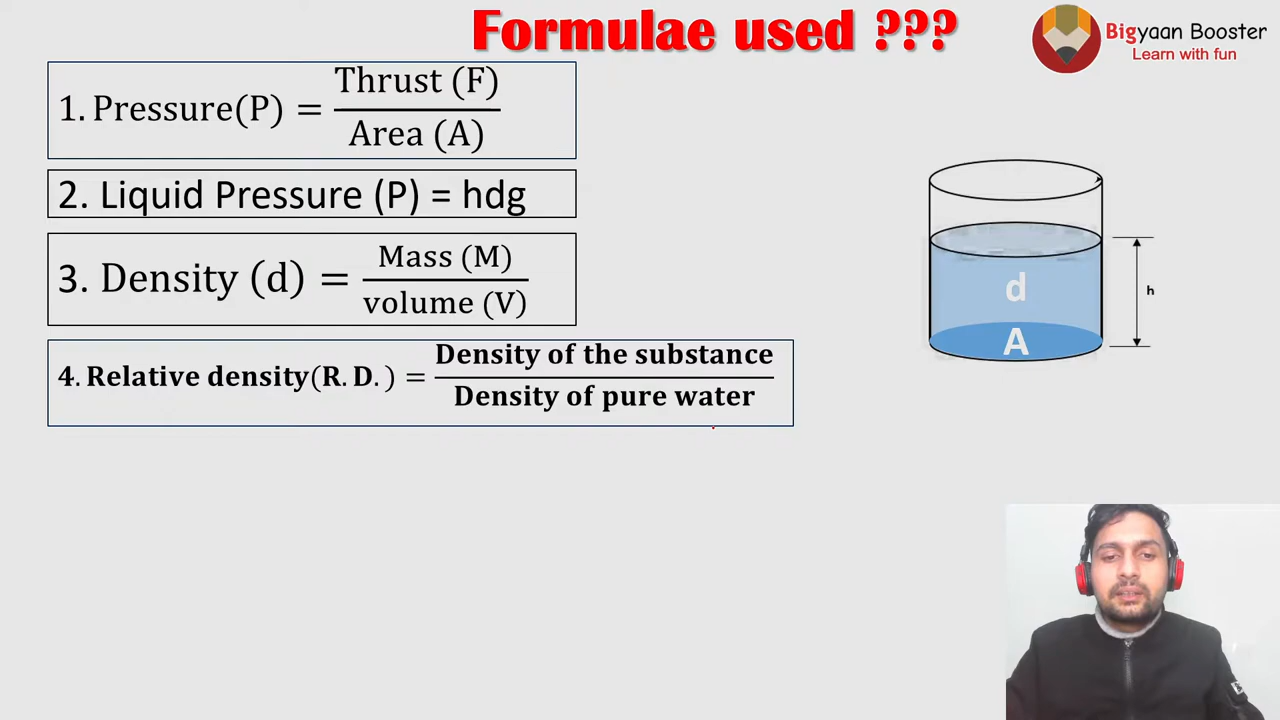 Formulae used ???
Bigyaan Booster
Learn with fun
1. Pressure(P) = Thrust (F) / Area (A)
2. Liquid Pressure (P) = hdg
3. Density (d) = Mass (M) / volume (V)
4. Relative density(R.D.) = Density of the substance / Density of pure water
d
h
A